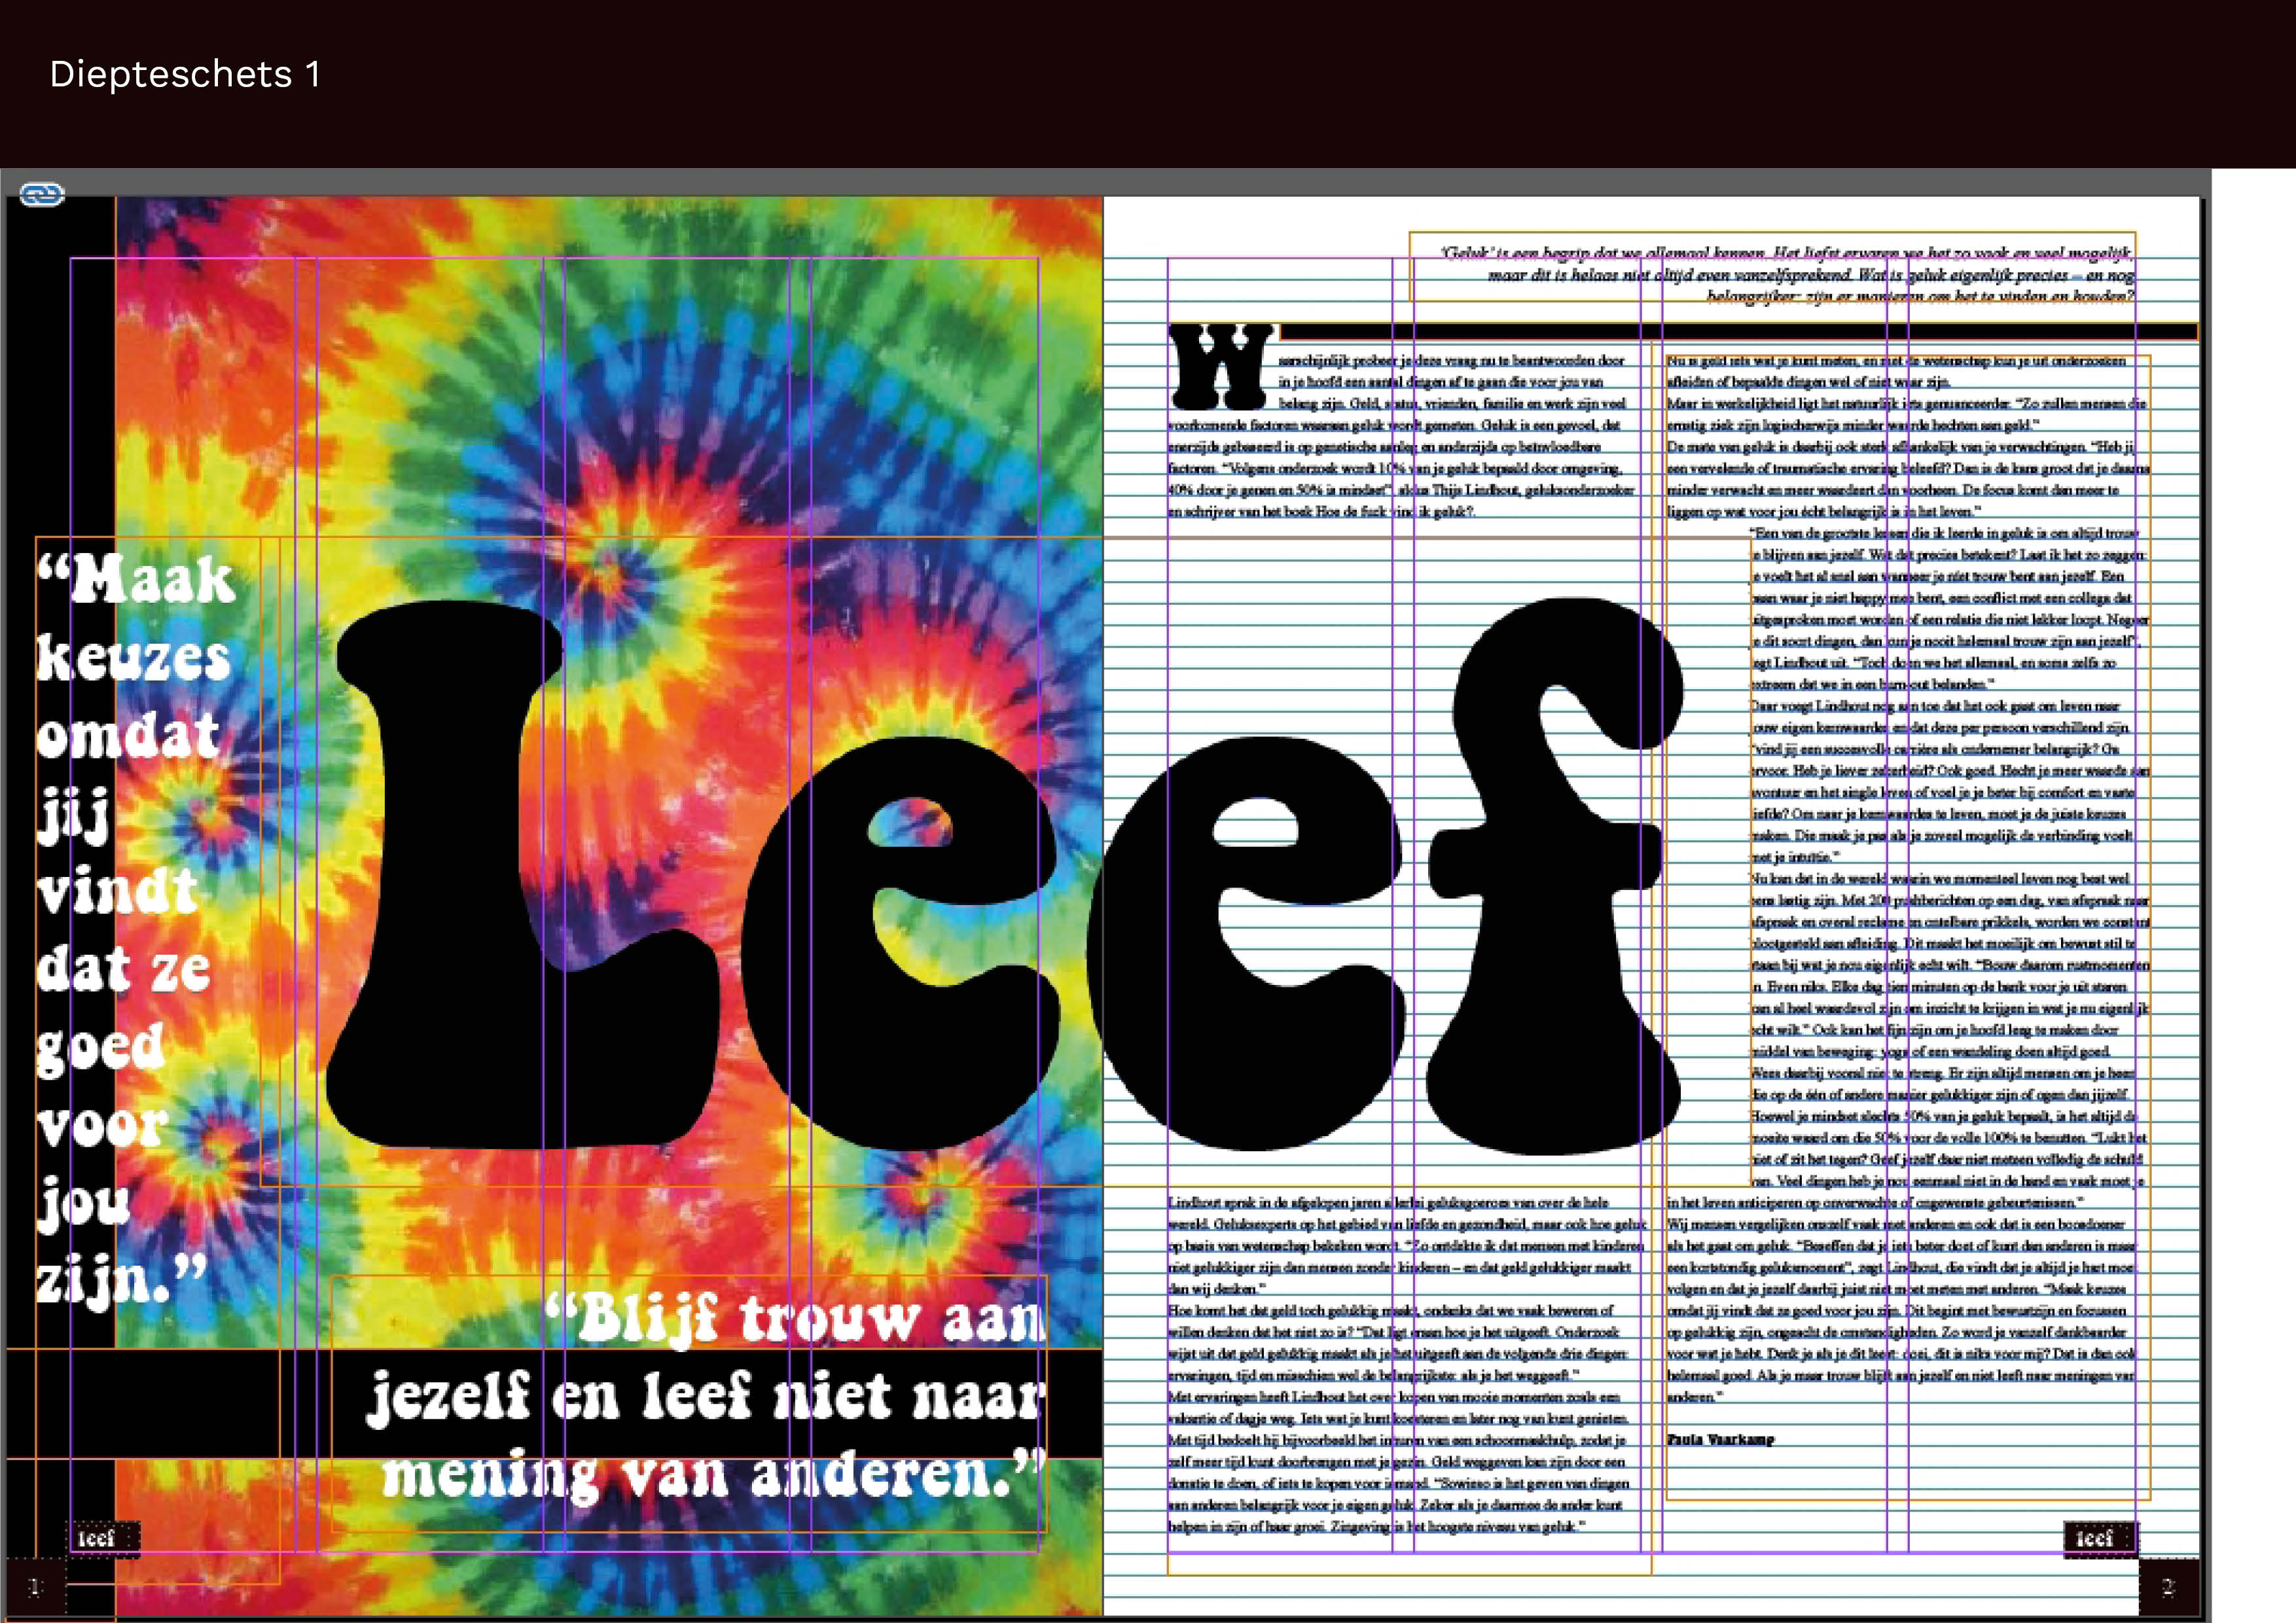 Diepteschets 1
“Maak
keuzes
omdat
jij
vindt
dat ze
goed
voor
jou
zijn.”
Leef
“Blijf trouw aan
jezelf en leef niet naar
mening van anderen.”
leef
1
'Geluk' is een begrip dat we allemaal kennen. Het liefst ervaren we het zo vaak en veel mogelijk,
maar dit is helaas niet altijd even vanzelfsprekend. Wat is geluk eigenlijk precies – en nog
belangrijker: zijn er manieren om het te vinden en houden?
W
aarschijnlijk probeer je deze vraag nu te beantwoorden door
in je hoofd een aantal dingen af te gaan die voor jou van
belang zijn. Geld, status, vrienden, familie en werk zijn veel
voorkomende factoren waaraan geluk wordt gemeten. Geluk is een gevoel, dat
enerzijds gebaseerd is op genetische aanleg en anderzijds op beïnvloedbare
factoren. “Volgens onderzoek wordt 10% van je geluk bepaald door omgeving,
40% door je genen en 50% is mindset” aldus Thijs Lindhout, geluksonderzoeker
en schrijver van het boek Hoe de fuck vind ik geluk?.
Lindhout sprak in de afgelopen jaren allerlei geluksgoeroes van over de hele
wereld. Geluksexperts op het gebied van liefde en gezondheid, maar ook hoe geluk
op basis van wetenschap bekeken wordt. “Zo ontdekte ik dat mensen met kinderen
niet gelukkiger zijn dan mensen zonder kinderen – en dat geld gelukkiger maakt
dan wij denken.”
Hoe komt het dat geld toch gelukkig maakt, ondanks dat we vaak beweren of
willen denken dat het niet zo is? “Dat ligt eraan hoe je het uitgeeft. Onderzoek
wijst uit dat geld gelukkig maakt als je het uitgeeft aan de volgende drie dingen:
ervaringen, tijd en misschien wel de belangrijkste: als je het weggeeft.”
Met ervaringen heeft Lindhout het over kopen van mooie momenten zoals een
vakantie of dagje weg. Iets wat je kunt koesteren en later nog van kunt genieten.
Met tijd bedoelt hij bijvoorbeeld het inhuren van een schoonmaakhulp, zodat je
zelf meer tijd kunt doorbrengen met je gezin. Geld weggeven kan zijn door een
donatie te doen, of iets te kopen voor iemand. “Sowieso is het geven van dingen
aan anderen belangrijk voor je eigen geluk. Zeker als je daarmee de ander kunt
helpen in zijn of haar groei. Zingeving is het hoogste niveau van geluk.”
Nu is geld iets wat je kunt meten, en met de wetenschap kun je uit onderzoeken
afleiden of bepaalde dingen wel of niet waar zijn.
Maar in werkelijkheid ligt het natuurlijk iets genuanceerder. “Zo zullen mensen die
ernstig ziek zijn logischerwijs minder waarde hechten aan geld.”
De mate van geluk is daarbij ook sterk afhankelijk van je verwachtingen. “Heb jij
een vervelende of traumatische ervaring beleefd? Dan is de kans groot dat je daarna
minder verwacht en meer waardeert dan voorheen. De focus komt dan meer te
liggen op wat voor jou écht belangrijk is in het leven.”
“Een van de grootste lessen die ik leerde in geluk is om altijd trouw
e blijven aan jezelf. Wat dat precies betekent? Laat ik het zo zeggen:
e voelt het al snel aan wanneer je niet trouw bent aan jezelf. Een
baan waar je niet happy mee bent, een conflict met een collega dat
uitgesproken moet worden of een relatie die niet lekker loopt. Negeer
e dit soort dingen, dan kun je nooit helemaal trouw zijn aan jezelf”,
egt Lindhout uit. “Toch doen we het allemaal, en soms zelfs zo
extreem dat we in een burn-out belanden.”
Daar voegt Lindhout nog aan toe dat het ook gaat om leven naar
ouw eigen kernwaarden en dat deze per persoon verschillend zijn.
“vind jij een succesvolle carrière als ondernemer belangrijk? Ga
ervoor. Heb je liever zekerheid? Ook goed. Hecht je meer waarde aan
avontuur en het single leven of voel je je beter bij comfort en vaste
iefde? Om naar je kernwaardes te leven, moet je de juiste keuzes
maken. Die maak je pas als je zoveel mogelijk de verbinding voelt
met je intuïtie.”
Nu kan dat in de wereld waarin we momenteel leven nog best wel
eens lastig zijn. Met 200 pushberichten op een dag, van afspraak naar
afspraak en overal reclame en ontelbare prikkels, worden we constant
blootgesteld aan afleiding. Dit maakt het moeilijk om bewust stil te
staan bij wat je nou eigenlijk echt wilt. “Bouw daarom rustmomenten
n. Even niks. Elke dag tien minuten op de bank voor je uit staren
kan al heel waardevol zijn om inzicht te krijgen in wat je nu eigenlijk
echt wilt.” Ook kan het fijn zijn om je hoofd leeg te maken door
middel van beweging: yoga of een wandeling doen altijd goed.
Wees daarbij vooral niet te streng. Er zijn altijd mensen om je heen
die op de één of andere manier gelukkiger zijn of ogen dan jijzelf.
Hoewel je mindset slechts 50% van je geluk bepaalt, is het altijd de
moeite waard om die 50% voor de volle 100% te benutten. “Lukt het
niet of zit het tegen? Geef jezelf daar niet meteen volledig de schuld
van. Veel dingen heb je nou eenmaal niet in de hand en vaak moet je
in het leven anticiperen op onverwachte of ongewenste gebeurtenissen.”
Wij mensen vergelijken onszelf vaak met anderen en ook dat is een boosdoener
als het gaat om geluk. “Beseffen dat je iets beter doet of kunt dan anderen is maar
een kortstondig geluksmoment”, zegt Lindhout, die vindt dat je altijd je hart moet
volgen en dat je jezelf daarbij juist niet moet meten met anderen. “Maak keuzes
omdat jij vindt dat ze goed voor jou zijn. Dit begint met bewustzijn en focussen
op gelukkig zijn, ongeacht de omstandigheden. Zo word je vanzelf dankbaarder
voor wat je hebt. Denk je als je dit leest: doei, dit is niks voor mij? Dat is dan ook
helemaal goed. Als je maar trouw blijft aan jezelf en niet leeft naar meningen van
anderen.”
Paula Vaarkamp
leef
2